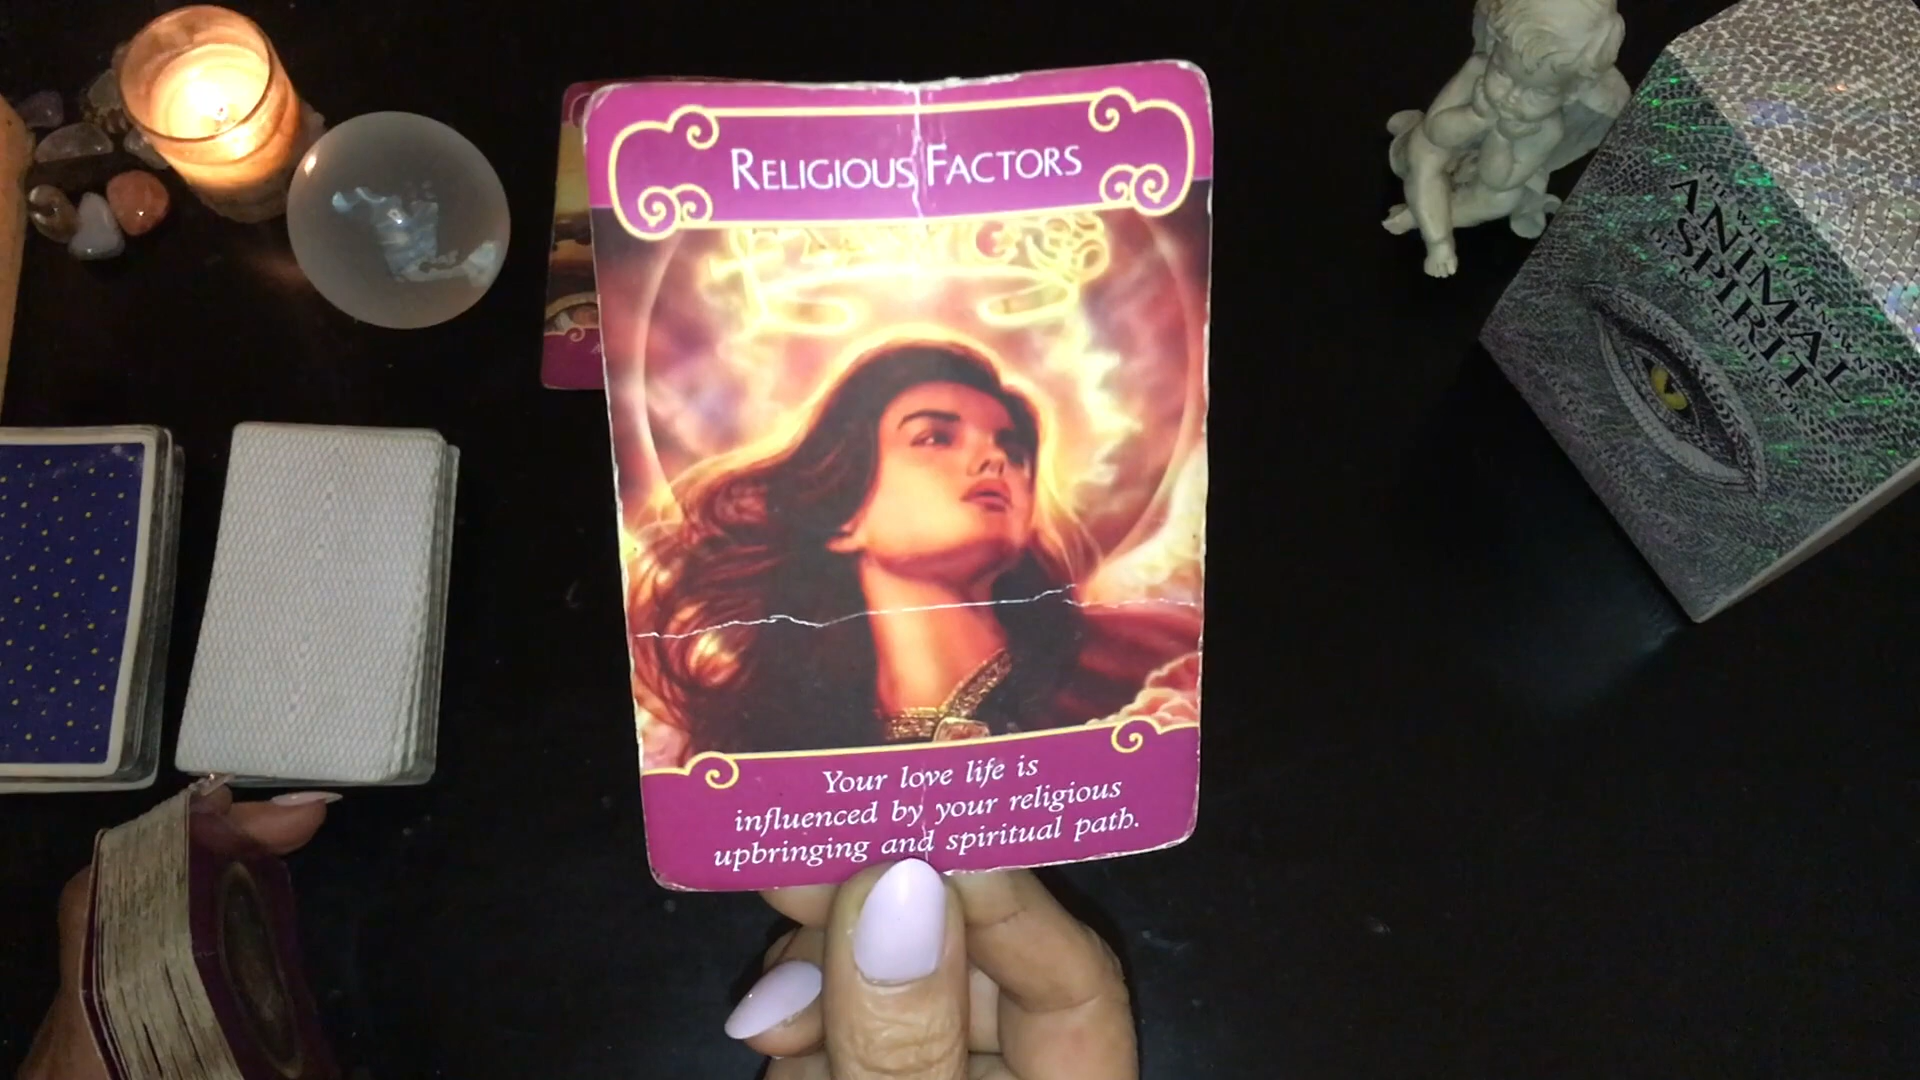 RELIGIOUS FACTORS
Your love life is
influenced by your religious
upbringing and spiritual path.
THE WILD UNKNOWN
ANIMAL
SPIRIT
DECK AND GUIDEBOOK